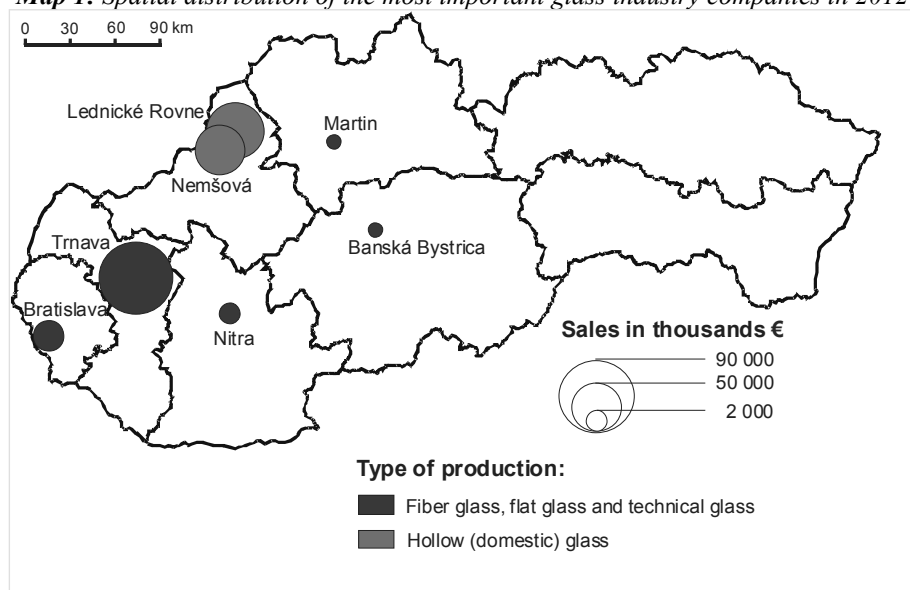 Map 1: Spatial distribution of the most important glass industry companies in 2012
0 30 60 90 km
Lednické Rovne
Martin
Nemšová
Banská Bystrica
Trnava
Bratislava
Nitra
Sales in thousands €
90 000
50 000
2 000
Type of production:
Fiber glass, flat glass and technical glass
Hollow (domestic) glass